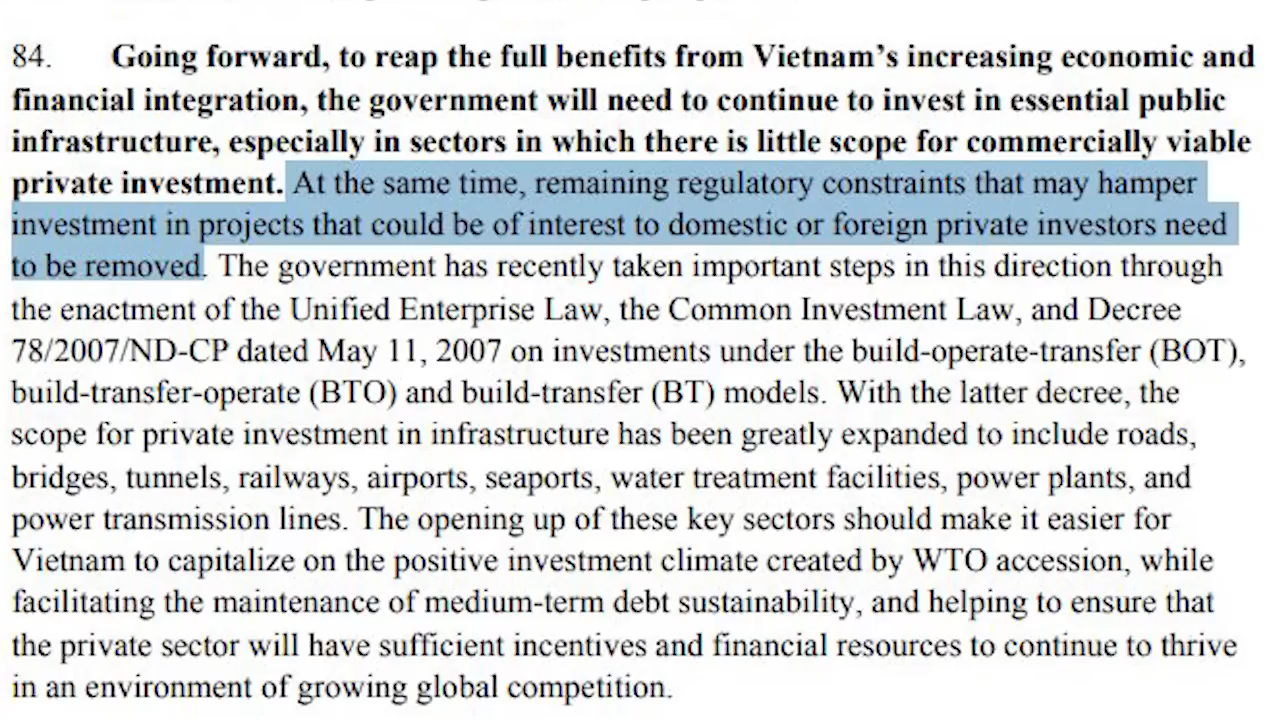 84. Going forward, to reap the full benefits from Vietnam's increasing economic and
financial integration, the government will need to continue to invest in essential public
infrastructure, especially in sectors in which there is little scope for commercially viable
private investment. At the same time, remaining regulatory constraints that may hamper
investment in projects that could be of interest to domestic or foreign private investors need
to be removed. The government has recently taken important steps in this direction through
the enactment of the Unified Enterprise Law, the Common Investment Law, and Decree
78/2007/ND-CP dated May 11, 2007 on investments under the build-operate-transfer (BOT),
build-transfer-operate (BTO) and build-transfer (BT) models. With the latter decree, the
scope for private investment in infrastructure has been greatly expanded to include roads,
bridges, tunnels, railways, airports, seaports, water treatment facilities, power plants, and
power transmission lines. The opening up of these key sectors should make it easier for
Vietnam to capitalize on the positive investment climate created by WTO accession, while
facilitating the maintenance of medium-term debt sustainability, and helping to ensure that
the private sector will have sufficient incentives and financial resources to continue to thrive
in an environment of growing global competition.